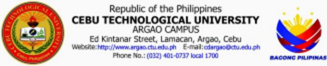 Republic of the Philippines
CEBU TECHNOLOGICAL UNIVERSITY
ARGAO CAMPUS
Ed Kintanar Street, Lamacan, Argao, Cebu
Website: http://www.argao.ctu.edu.ph E-mail: cdargao@ctu.edu.ph
Phone No.: (032) 401-0737 local 1700
BAGONG PILIPINAS